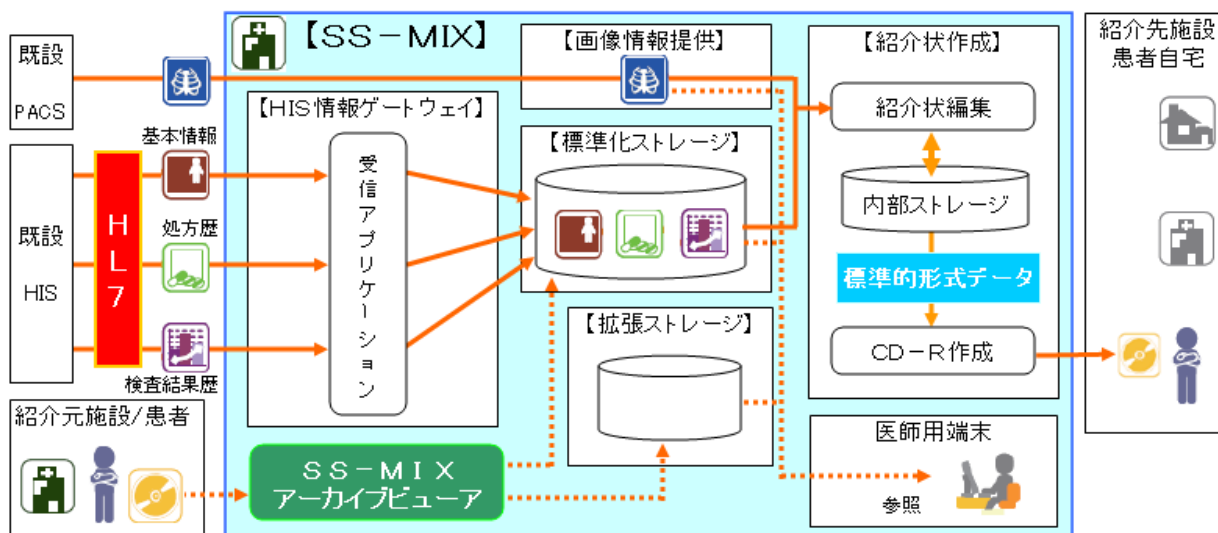 既設
PACS
【SS-MIX】
【画像情報提供】
【紹介状作成】
紹介先施設
患者自宅
【HIS情報ゲートウェイ】
紹介状編集
基本情報
受信アプリケーション
【標準化ストレージ】
既設
HIS
HL7
処方歴
内部ストレージ
標準的形式データ
【拡張ストレージ】
CD-R作成
検査結果歴
紹介元施設/患者
医師用端末
SS-MIX
アーカイブビューア
参照